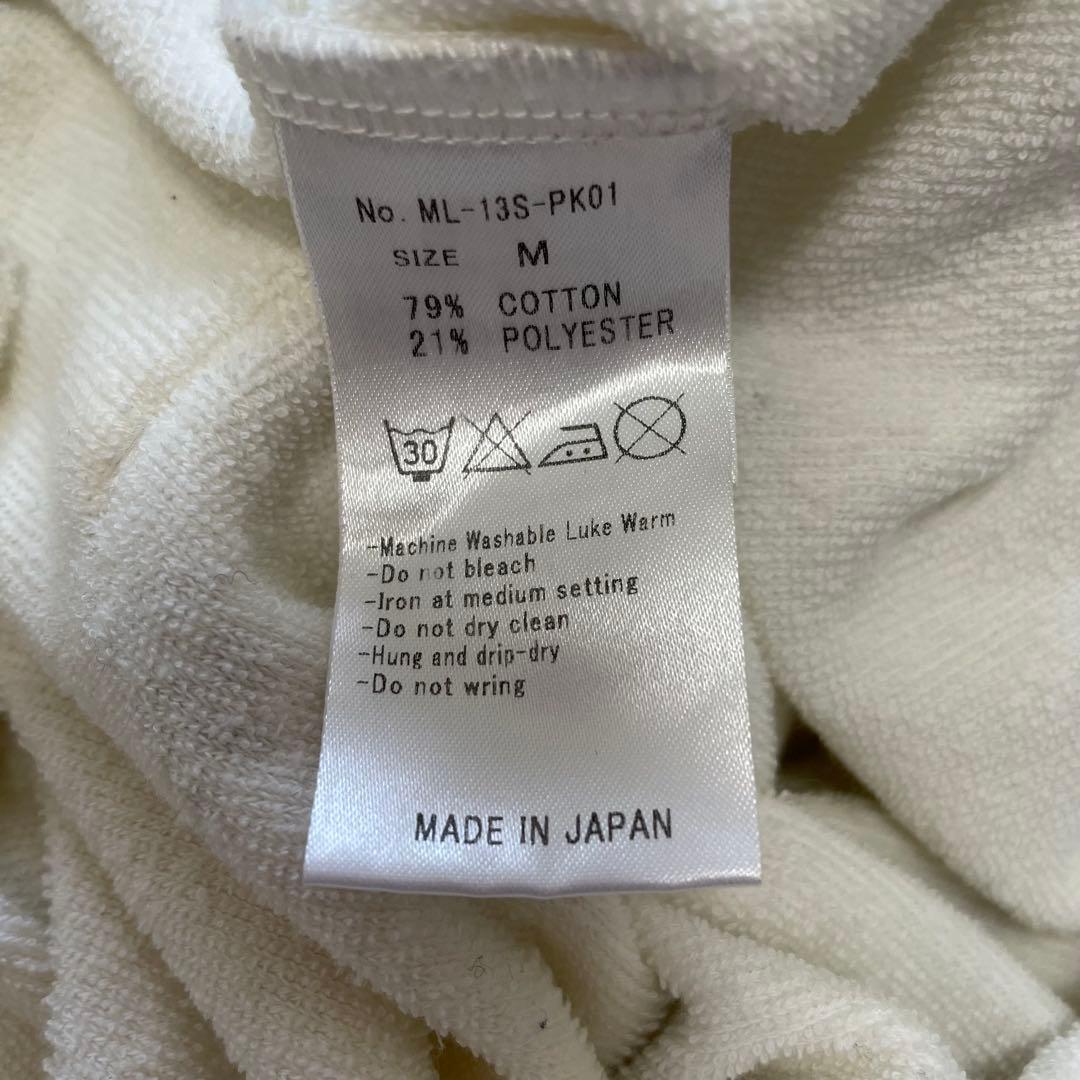 No. ML-13S-PK01
SIZE M
79% COTTON
21% POLYESTER
30
-Machine Washable Luke Warm
-Do not bleach
-Iron at medium setting
-Do not dry clean
-Hung and drip-dry
-Do not wring
MADE IN JAPAN